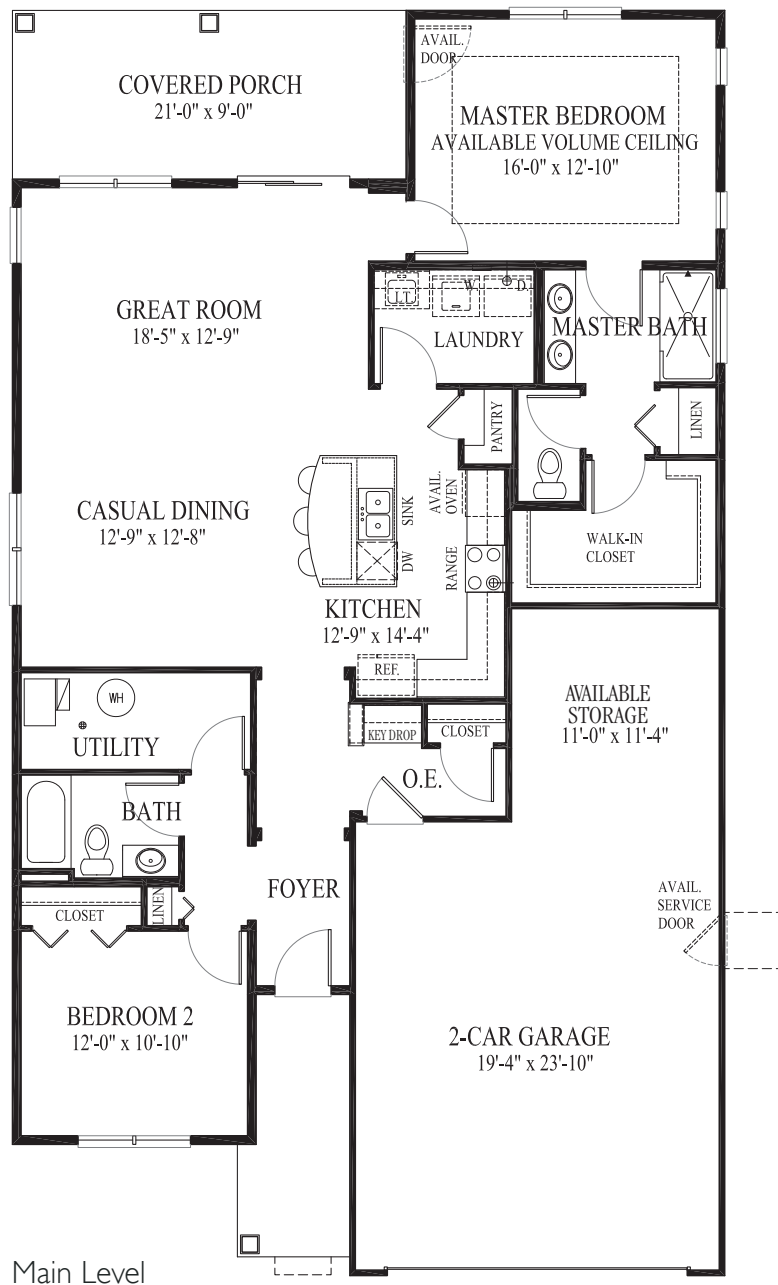 AVAIL.
DOOR
COVERED PORCH
21'-0" x 9'-0"
MASTER BEDROOM
AVAILABLE VOLUME CEILING
16'-0" x 12'-10"
GREAT ROOM
18'-5" x 12'-9"
L.T.
W
D
LAUNDRY
MASTER BATH
PANTRY
LINEN
CASUAL DINING
12'-9" x 12'-8"
SINK
DW
AVAIL.
OVEN
RANGE
WALK-IN
CLOSET
KITCHEN
12'-9" x 14'-4"
REF.
AVAILABLE
STORAGE
11'-0" x 11'-4"
WH
UTILITY
KEY DROP
CLOSET
O.E.
BATH
FOYER
LINEN
CLOSET
AVAIL.
SERVICE
DOOR
BEDROOM 2
12'-0" x 10'-10"
2-CAR GARAGE
19'-4" x 23'-10"
Main Level